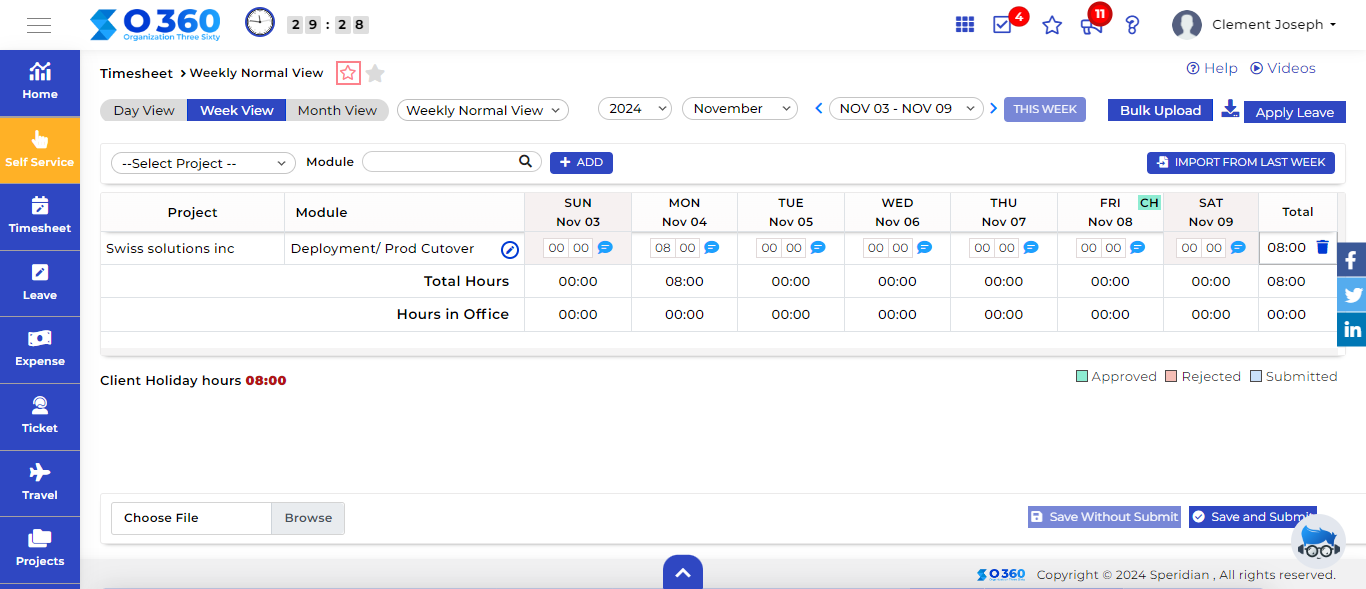 O 360
Organization Three Sixty
29:28
4
11
Clement Joseph
Home
Self Service
Timesheet
Leave
Expense
Ticket
Travel
Projects
Timesheet > Weekly Normal View
Help Videos
Day View Week View Month View Weekly Normal View 2024 November NOV 03 - NOV 09 THIS WEEK Bulk Upload Apply Leave
--Select Project -- Module + ADD IMPORT FROM LAST WEEK
Project Module SUN Nov 03 MON Nov 04 TUE Nov 05 WED Nov 06 THU Nov 07 FRI Nov 08 CH SAT Nov 09 Total
Swiss solutions inc Deployment/ Prod Cutover 00 00 08 00 00 00 00 00 00 00 00 00 00 00 08:00
Total Hours 00:00 08:00 00:00 00:00 00:00 00:00 00:00 08:00
Hours in Office 00:00 00:00 00:00 00:00 00:00 00:00 00:00 00:00
Client Holiday hours 08:00
Approved Rejected Submitted
Choose File Browse
Save Without Submit Save and Submit
O 360 Copyright © 2024 Speridian , All rights reserved.
f
in